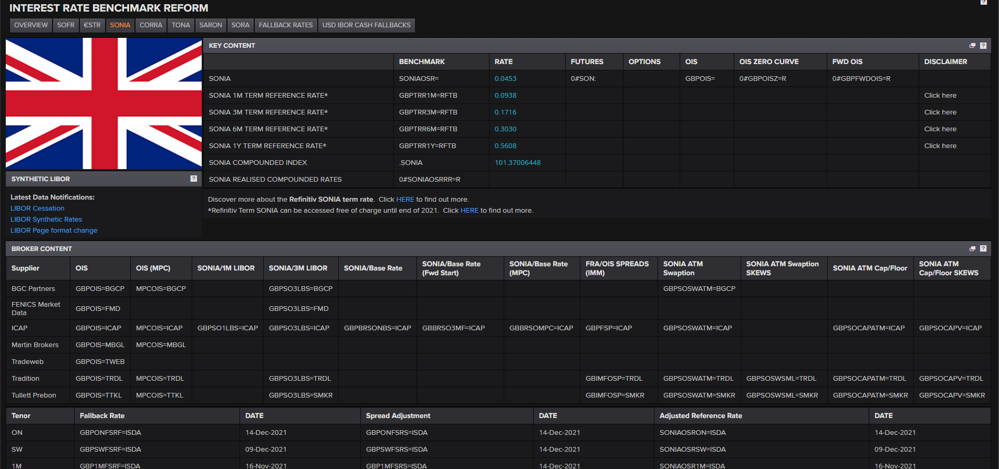 INTEREST RATE BENCHMARK REFORM
OVERVIEW SOFR €STR SONIA CORRA TONA SARON SORA FALLBACK RATES USD IBOR CASH FALLBACKS
KEY CONTENT
BENCHMARK RATE FUTURES OPTIONS OIS OIS ZERO CURVE FWD OIS DISCLAIMER
SONIA SONIAOSR= 0.0453 0#SON: GBPOIS= 0#GBPOISZ=R 0#GBPFWDOIS=R
SONIA 1M TERM REFERENCE RATE* GBPTRR1M=RFTB 0.0938 Click here
SONIA 3M TERM REFERENCE RATE* GBPTRR3M=RFTB 0.1716 Click here
SONIA 6M TERM REFERENCE RATE* GBPTRR6M=RFTB 0.3030 Click here
SONIA 1Y TERM REFERENCE RATE* GBPTRR1Y=RFTB 0.5608 Click here
SONIA COMPOUNDED INDEX .SONIA 101.37006448
SONIA REALISED COMPOUNDED RATES 0#SONIAOSRRR=R
Discover more about the Refinitiv SONIA term rate. Click HERE to find out more.
*Refinitiv Term SONIA can be accessed free of charge until end of 2021. Click HERE to find out more.
SYNTHETIC LIBOR ?
Latest Data Notifications:
LIBOR Cessation
LIBOR Synthetic Rates
LIBOR Page format change
BROKER CONTENT ?
Supplier OIS OIS (MPC) SONIA/1M LIBOR SONIA/3M LIBOR SONIA/Base Rate SONIA/Base Rate (Fwd Start) SONIA/Base Rate (MPC) FRA/OIS SPREADS (IMM) SONIA ATM Swaption SONIA ATM Swaption SKEWS SONIA ATM Cap/Floor SONIA ATM Cap/Floor SKEWS
BGC Partners GBPOIS=BGCP MPCOIS=BGCP GBPSO3LBS=BGCP GBPSOSWATM=BGCP
FENICS Market Data GBPOIS=FMD GBPSO3LBS=FMD
ICAP GBPOIS=ICAP MPCOIS=ICAP GBPSO1LBS=ICAP GBPSO3LBS=ICAP GBPBRSONBS=ICAP GBBRSO3MF=ICAP GBBRSOMPC=ICAP GBPFSP=ICAP GBPSOSWATM=ICAP GBPSOCAPATM=ICAP GBPSOCAPV=ICAP
Martin Brokers GBPOIS=MBGL MPCOIS=MBGL
Tradeweb GBPOIS=TWEB
Tradition GBPOIS=TRDL MPCOIS=TRDL GBPSO3LBS=TRDL GBIMFOSP=TRDL GBPSOSWATM=TRDL GBPSOSWSML=TRDL GBPSOCAPATM=TRDL GBPSOCAPV=TRDL
Tullett Prebon GBPOIS=TTKL MPCOIS=TTKL GBPSO3LBS=SMKR GBIMFOSP=SMKR GBPSOSWATM=SMKR GBPSOSWSML=SMKR GBPSOCAPATM=SMKR GBPSOCAPV=SMKR
Tenor Fallback Rate DATE Spread Adjustment DATE Adjusted Reference Rate DATE
ON GBPONFSRF=ISDA 14-Dec-2021 GBPONFSRS=ISDA 14-Dec-2021 SONIAOSRON=ISDA 14-Dec-2021
SW GBPSWFSRF=ISDA 09-Dec-2021 GBPSWFSRS=ISDA 14-Dec-2021 SONIAOSRSW=ISDA 09-Dec-2021
1M GBP1MFSRF=ISDA 16-Nov-2021 GBP1MFSRS=ISDA 14-Dec-2021 SONIAOSR1M=ISDA 16-Nov-2021